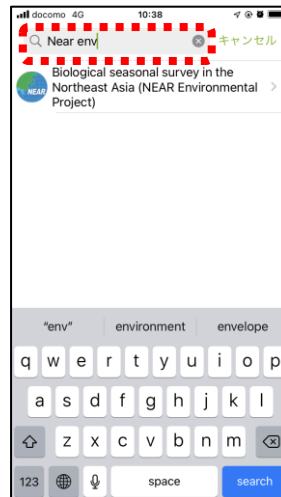 docomo 4G 10:38
Near env キャンセル
Biological seasonal survey in the
Northeast Asia (NEAR Environmental
Project)
NEAR
"env" environment envelope
q w e r t y u i o p
a s d f g h j k l
z x c v b n m
123 space search